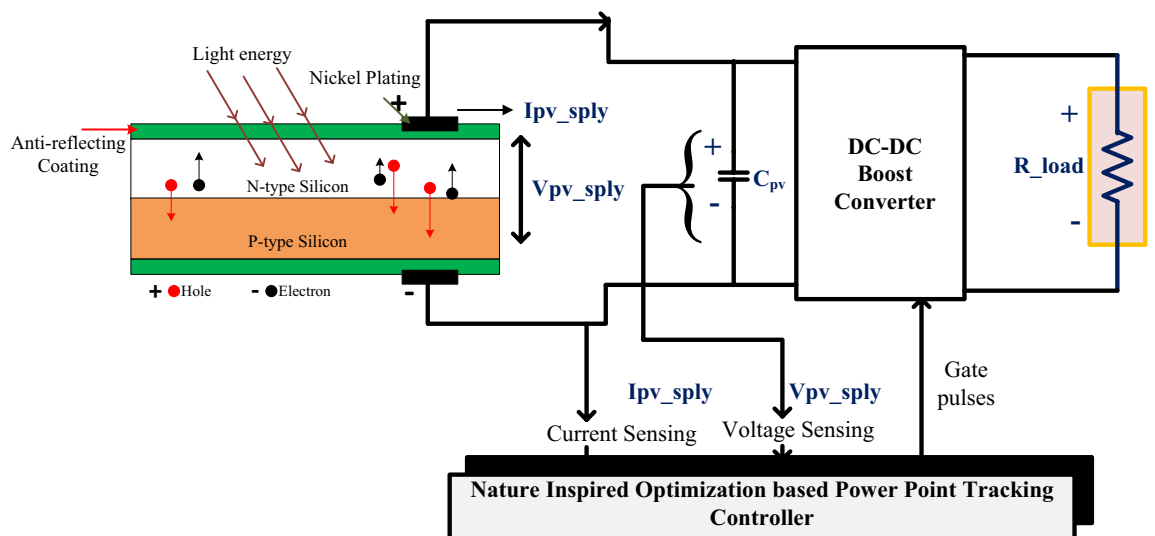 Light energy
Nickel Plating
+
Ipv_sply
Anti-reflecting
Coating
N-type Silicon
Vpv_sply
P-type Silicon
+ Hole
- Electron
-
+
C_pv
-
DC-DC
Boost
Converter
+
R_load
-
Ipv_sply
Vpv_sply
Current Sensing
Voltage Sensing
Gate
pulses
Nature Inspired Optimization based Power Point Tracking
Controller